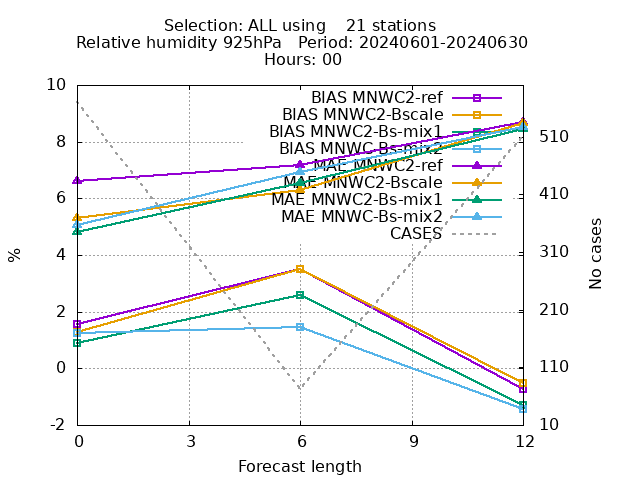 Selection: ALL using    21 stations
Relative humidity 925hPa   Period: 20240601-20240630
Hours: 00
BIAS MNWC2-ref
BIAS MNWC2-Bscale
BIAS MNWC2-Bs-mix1
BIAS MNWC-Bs-mix2
MAE MNWC2-ref
MAE MNWC2-Bscale
MAE MNWC2-Bs-mix1
MAE MNWC-Bs-mix2
CASES
10
8
6
4
2
0
-2
%
510
410
310
210
110
10
No cases
0 3 6 9 12
Forecast length